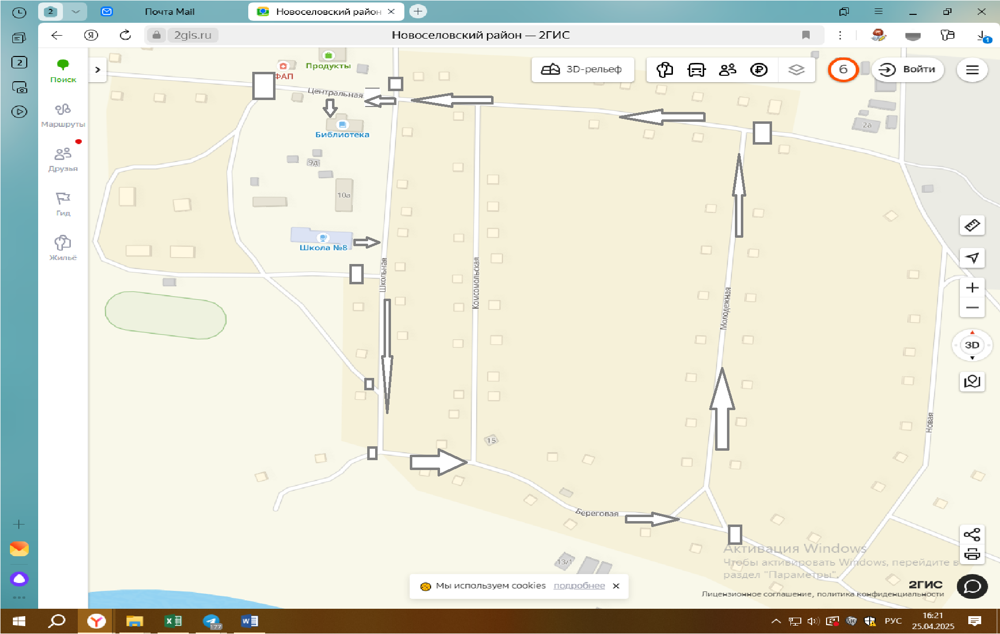 2
Почта Mail
Новоселовский район
2gis.ru
Новоселовский район — 2ГИС
1
2
Поиск
Маршруты
Друзья
Гид
Жильё
ФАП
Продукты
Центральная
3D-рельеф
6
Войти
2а
Библиотека
9д
10а
Школа №8
Школьная
Комсомольская
Молодежная
Новая
3D
15
Береговая
13/1
Активация Windows
Чтобы активировать Windows, перейдите в
раздел "Параметры".
Мы используем cookies подробнее
2ГИС
Лицензионное соглашение, политика конфиденциальности
177
РУС
16:21
25.04.2025